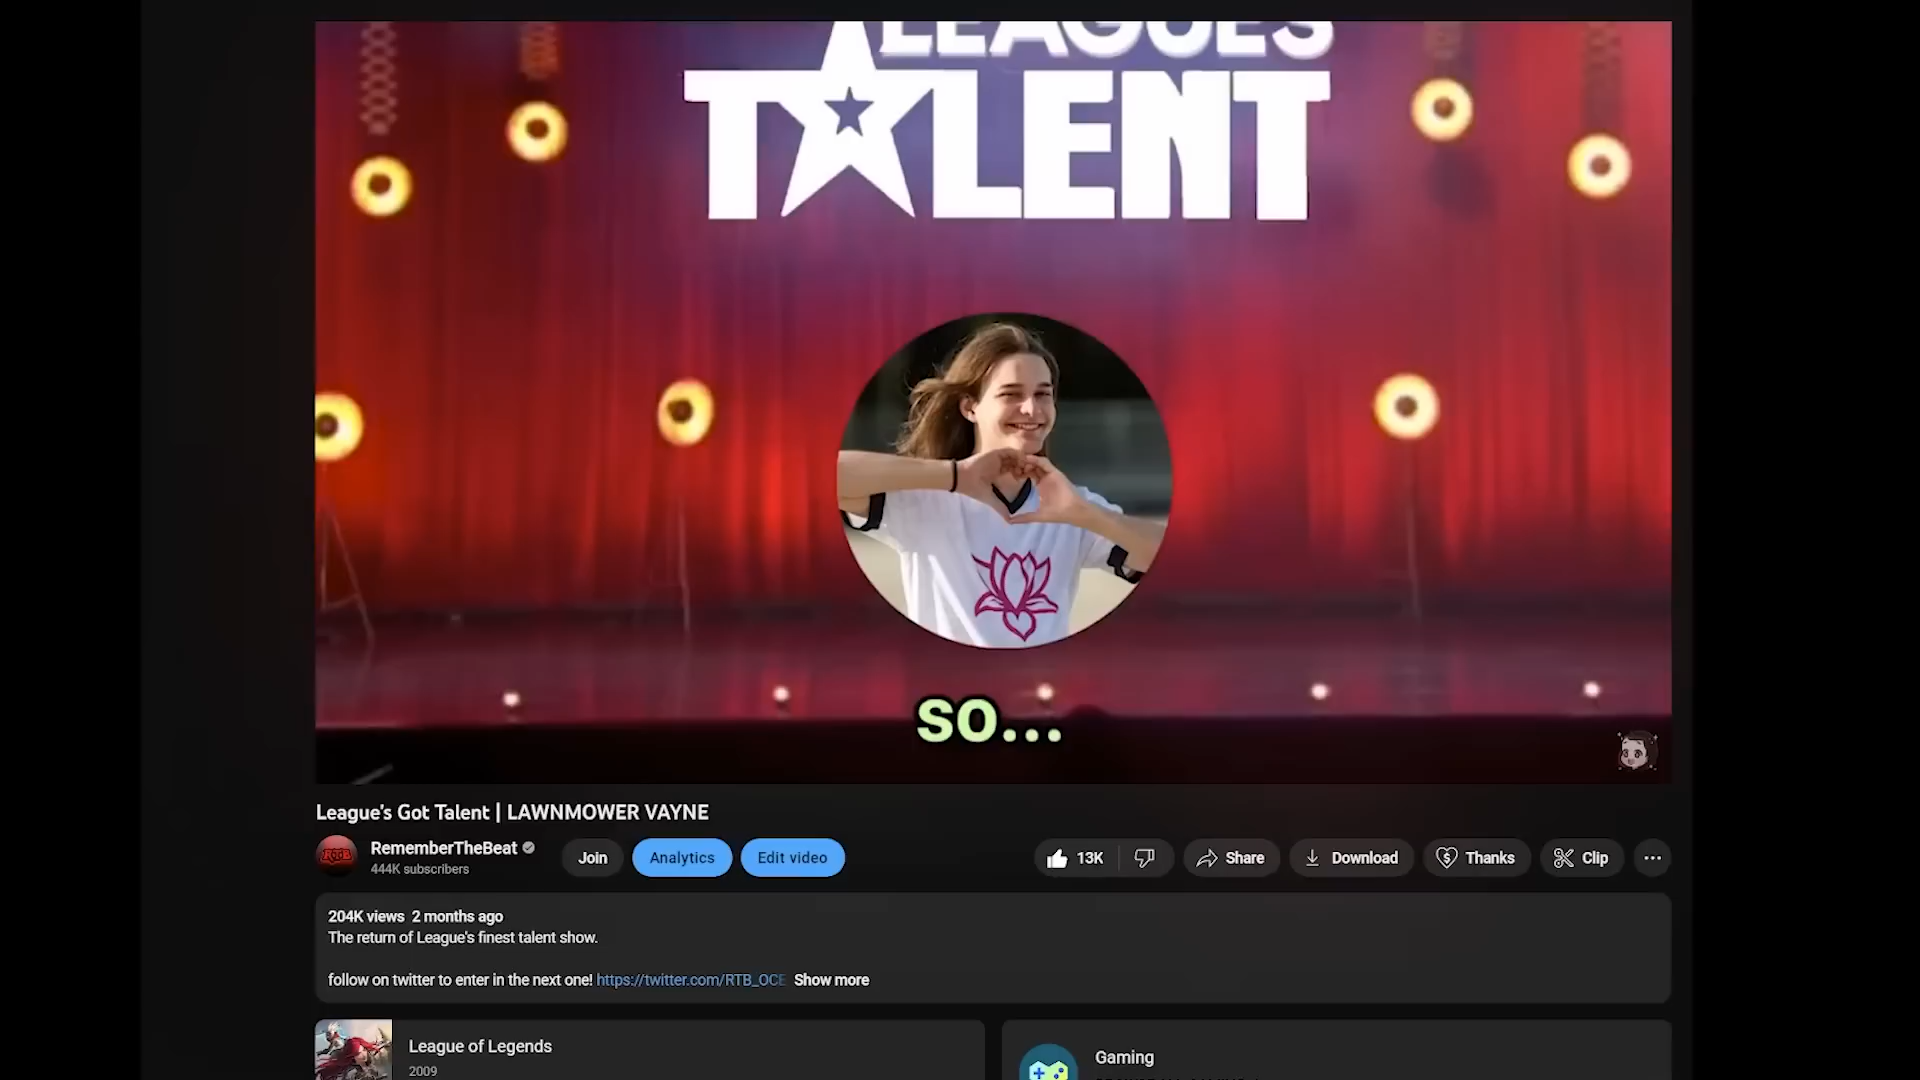 LEAGUE'S
TALENT
SO...
League's Got Talent | LAWNMOWER VAYNE
RememberTheBeat
444K subscribers
Join
Analytics
Edit video
13K
Share
Download
Thanks
Clip
204K views 2 months ago
The return of League's finest talent show.
follow on twitter to enter in the next one! https://twitter.com/RTB_OCE Show more
League of Legends
2009
Gaming